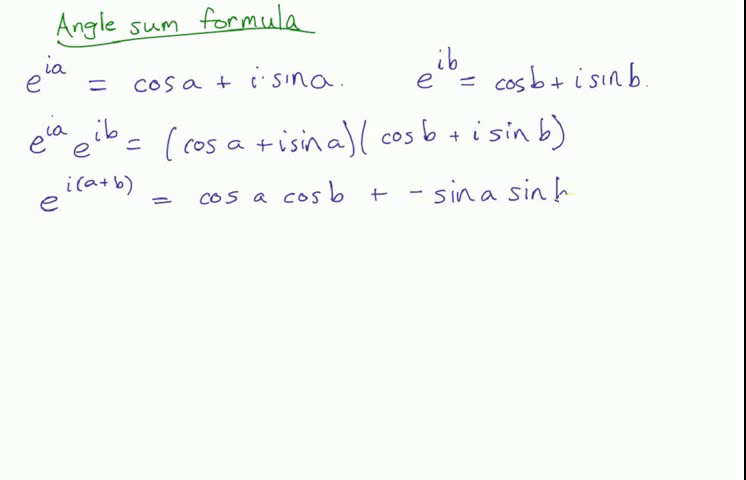 Angle sum formula
e^{ia} = cos a + i·sin a. e^{ib} = cos b + i sin b.
e^{ia} e^{ib} = (cos a + i sin a)(cos b + i sin b)
e^{i(a+b)} = cos a cos b + - sin a sin b